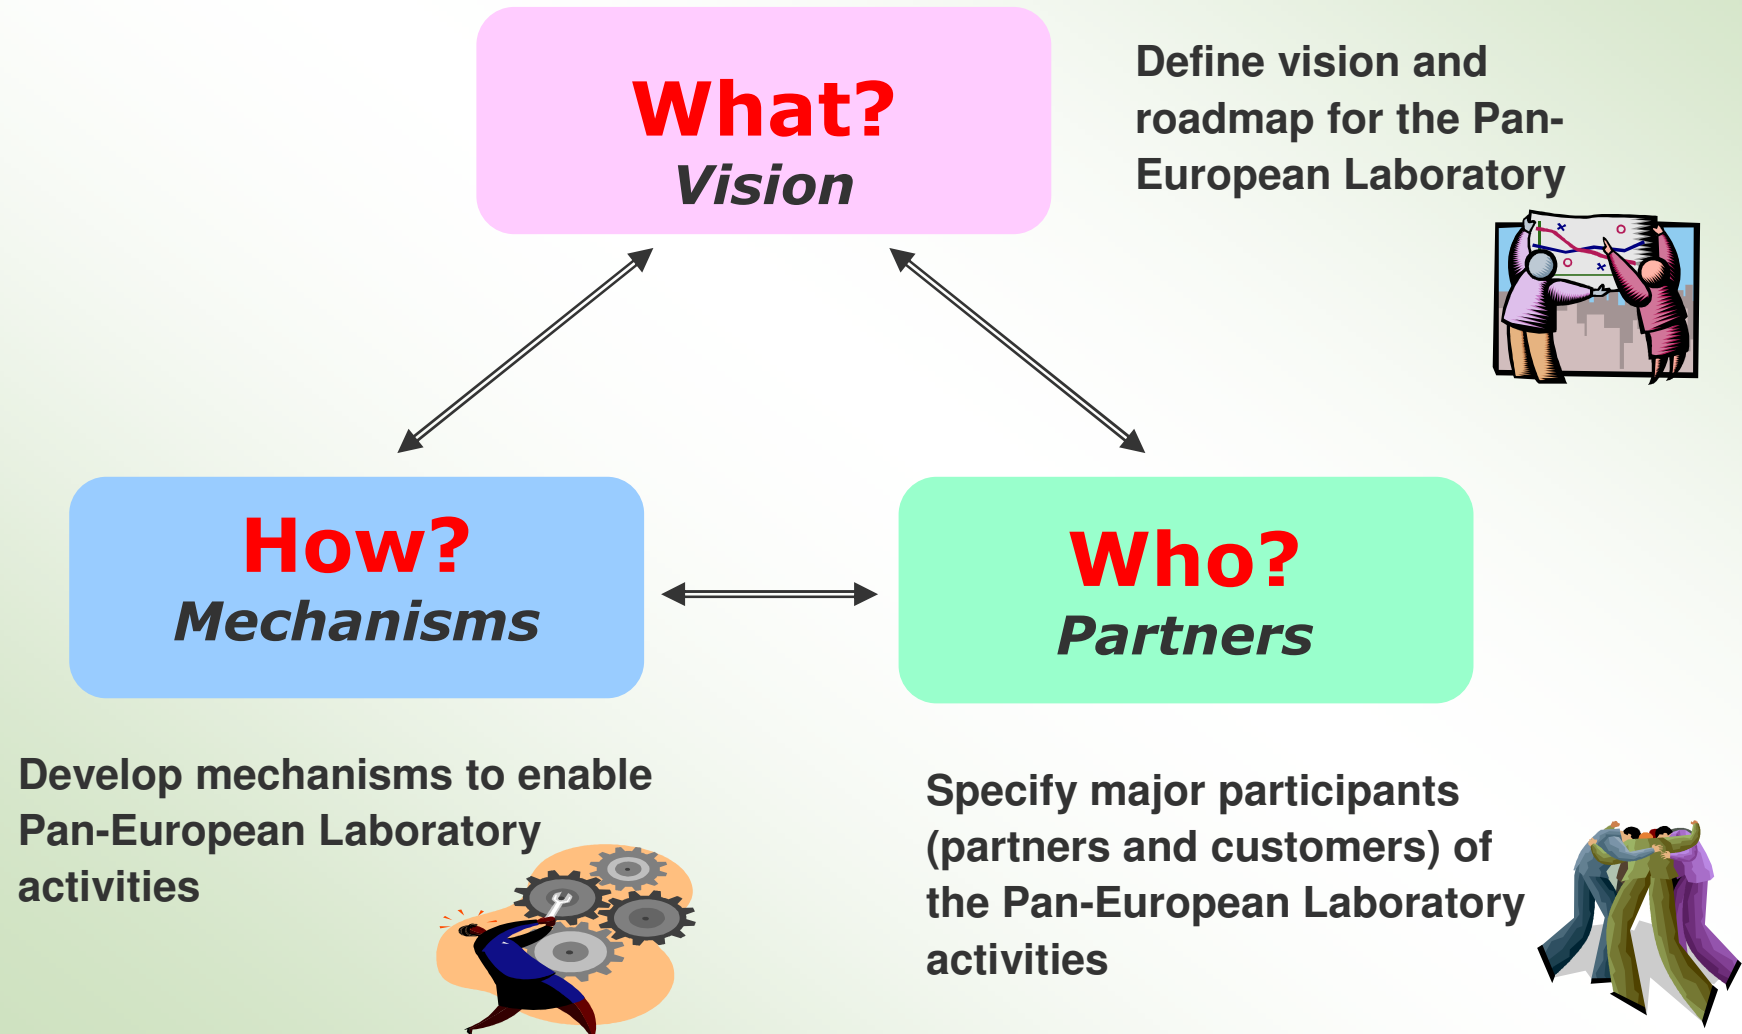 What?
Vision
Define vision and
roadmap for the Pan-
European Laboratory
How?
Mechanisms
Who?
Partners
Develop mechanisms to enable
Pan-European Laboratory
activities
Specify major participants
(partners and customers) of
the Pan-European Laboratory
activities